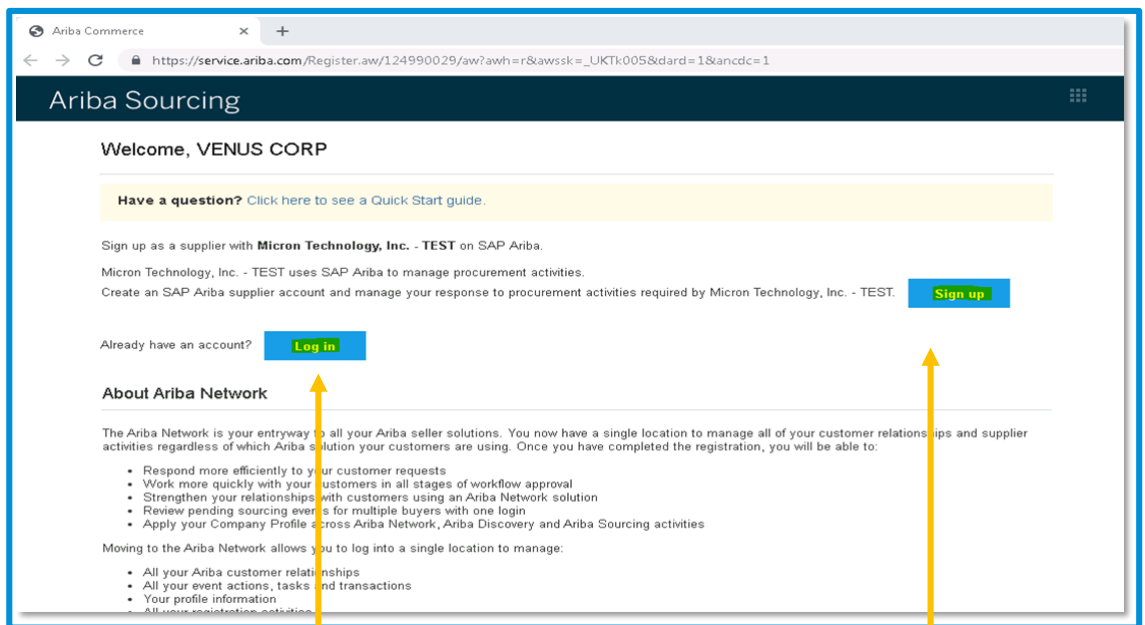 Ariba Commerce
https://service.ariba.com/Register.aw/124990029/aw?awh=r&awssk=_UKTk005&dard=1&ancdc=1
Ariba Sourcing
Welcome, VENUS CORP
Have a question? Click here to see a Quick Start guide.
Sign up as a supplier with Micron Technology, Inc. - TEST on SAP Ariba.
Micron Technology, Inc. - TEST uses SAP Ariba to manage procurement activities.
Create an SAP Ariba supplier account and manage your response to procurement activities required by Micron Technology, Inc. - TEST. Sign up
Already have an account? Log in
About Ariba Network
The Ariba Network is your entryway to all your Ariba seller solutions. You now have a single location to manage all of your customer relationships and supplier
activities regardless of which Ariba solution your customers are using. Once you have completed the registration, you will be able to:
• Respond more efficiently to your customer requests
• Work more quickly with your customers in all stages of workflow approval
• Strengthen your relationships with customers using an Ariba Network solution
• Review pending sourcing events for multiple buyers with one login
• Apply your Company Profile across Ariba Network, Ariba Discovery and Ariba Sourcing activities
Moving to the Ariba Network allows you to log into a single location to manage:
• All your Ariba customer relationships
• All your event actions, tasks and transactions
• Your profile information
• All your registration activities